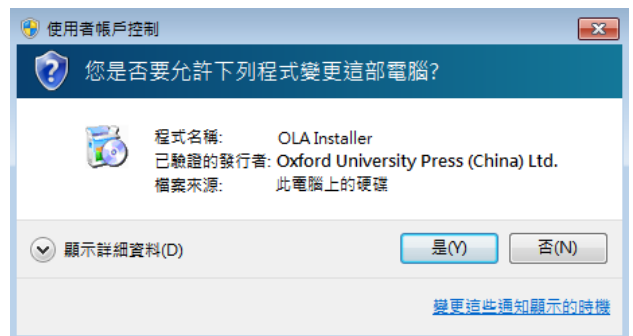 使用者帳戶控制
您是否要允許下列程式變更這部電腦?
程式名稱: OLA Installer
已驗證的發行者: Oxford University Press (China) Ltd.
檔案來源: 此電腦上的硬碟
顯示詳細資料(D) 是(Y) 否(N)
變更這些通知顯示的時機